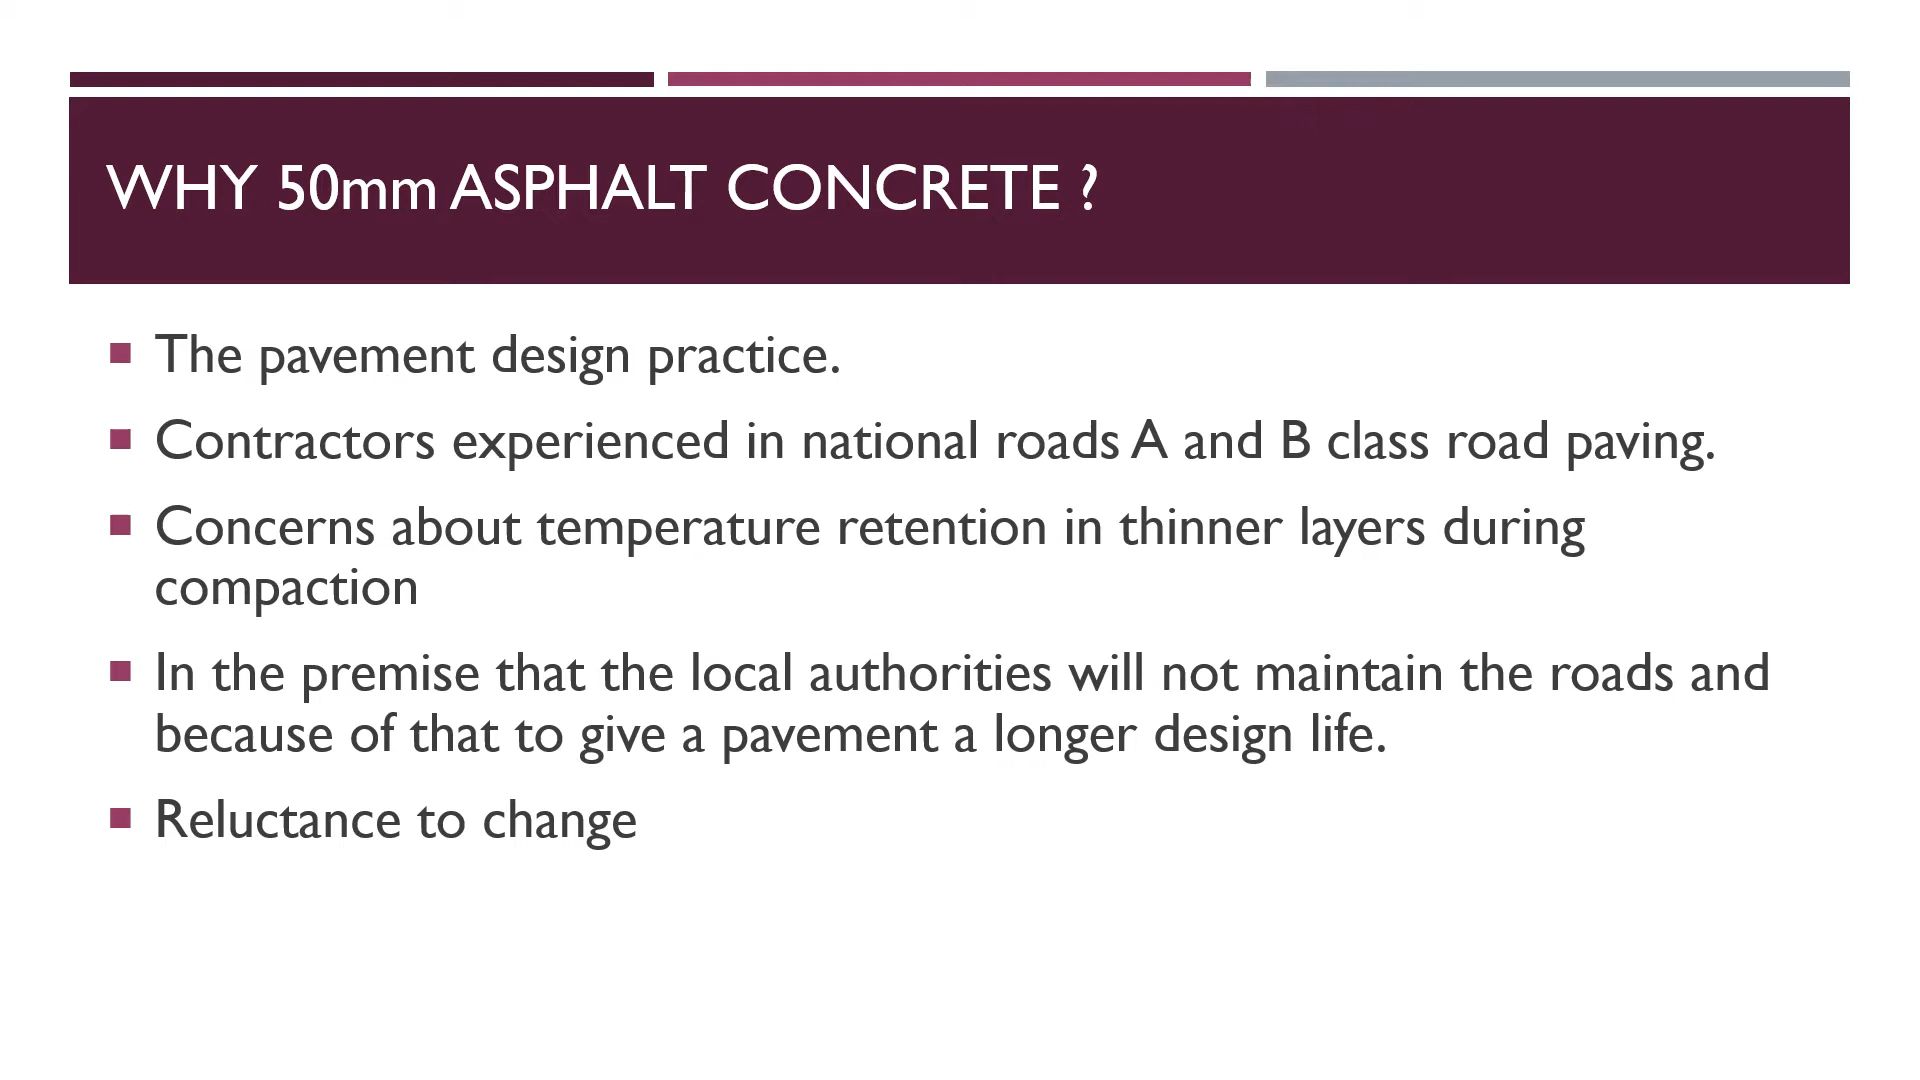 WHY 50mm ASPHALT CONCRETE ?
The pavement design practice.
Contractors experienced in national roads A and B class road paving.
Concerns about temperature retention in thinner layers during
compaction
In the premise that the local authorities will not maintain the roads and
because of that to give a pavement a longer design life.
Reluctance to change